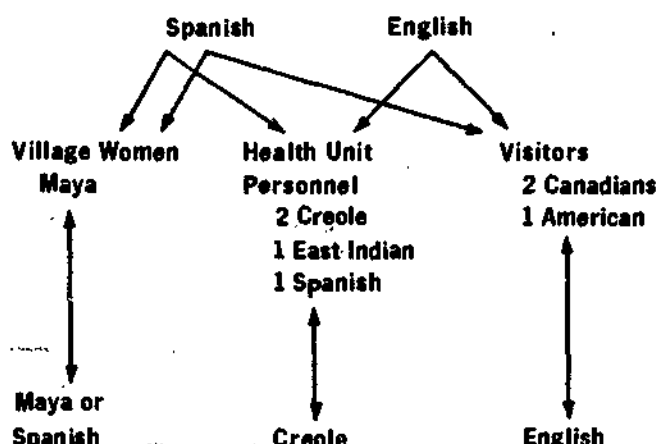 Spanish English
Village Women Health Unit Visitors
Maya Personnel 2 Canadians
2 Creole 1 American
1 East Indian
1 Spanish
Maya or
Spanish Creole English